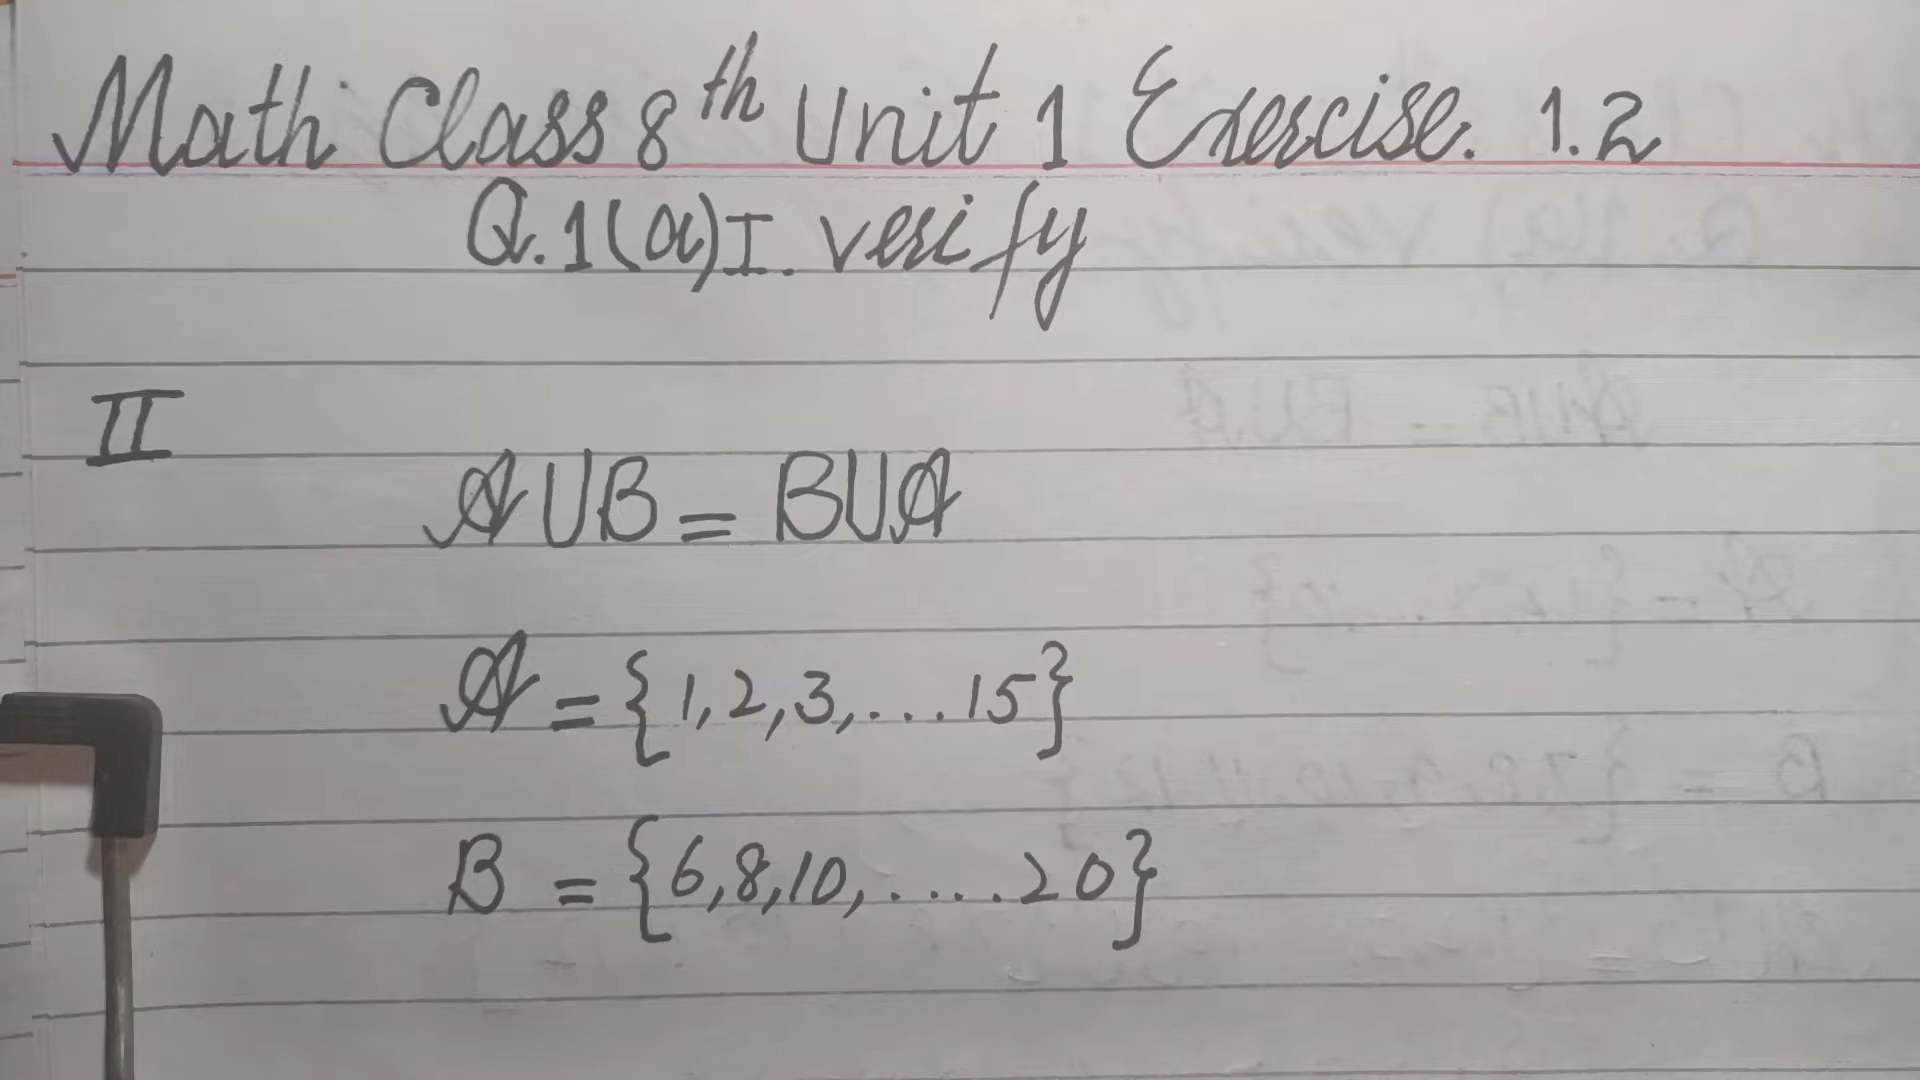 Math Class 8th Unit 1 Exercise. 1.2
Q.1(a)I. verify
II
A∪B = B∪A
A = {1,2,3,...15}
B = {6,8,10,.....20}